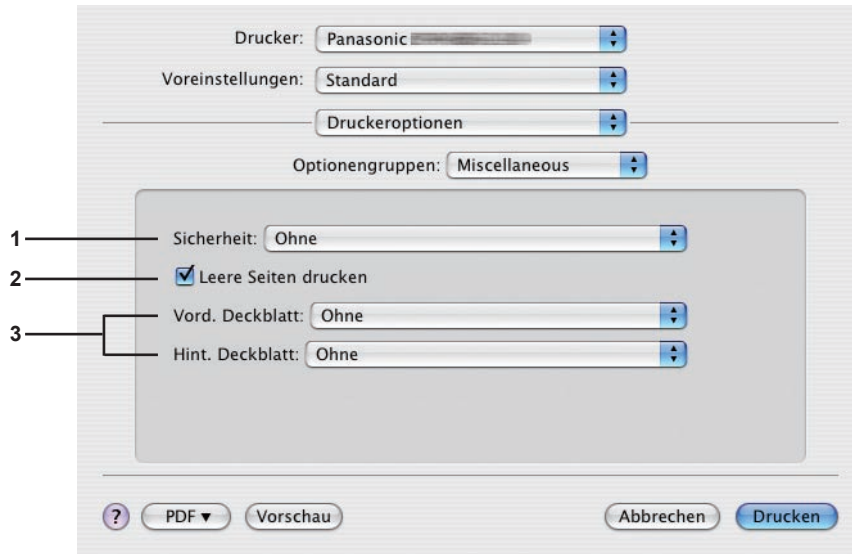 Drucker: Panasonic
Voreinstellungen: Standard
Druckeroptionen
Optionengruppen: Miscellaneous
1 Sicherheit: Ohne
2 Leere Seiten drucken
3
Vord. Deckblatt: Ohne
Hint. Deckblatt: Ohne
? PDF▼ Vorschau Abbrechen Drucken